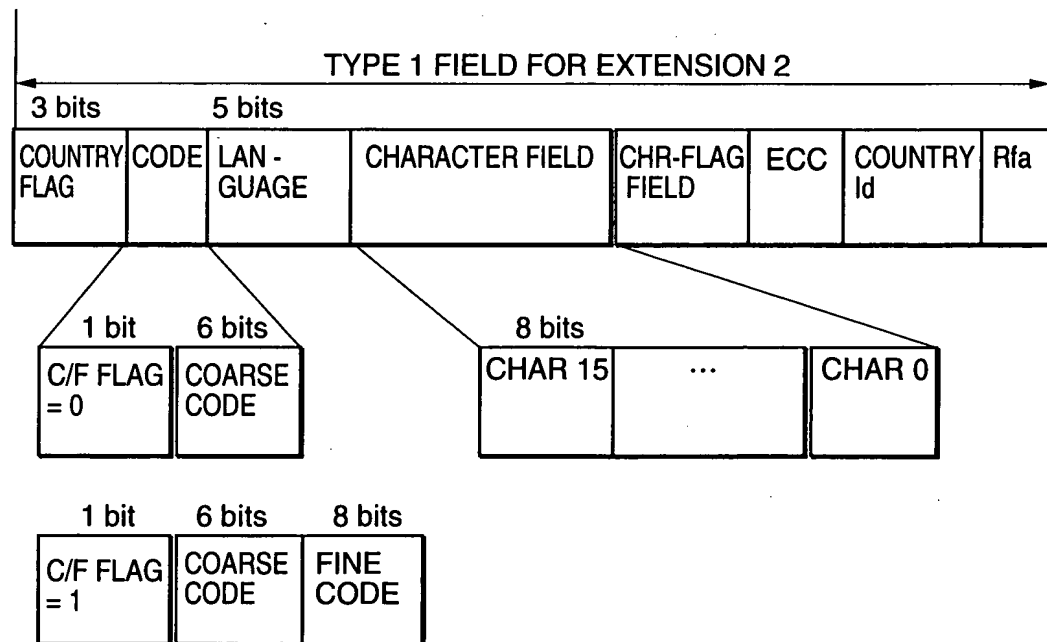 TYPE 1 FIELD FOR EXTENSION 2
3 bits 5 bits
COUNTRY FLAG
CODE
LAN -
GUAGE
CHARACTER FIELD
CHR-FLAG
FIELD
ECC
COUNTRY
Id
Rfa
1 bit 6 bits
C/F FLAG
= 0
COARSE
CODE
8 bits
CHAR 15 ... CHAR 0
1 bit 6 bits 8 bits
C/F FLAG
= 1
COARSE
CODE
FINE
CODE